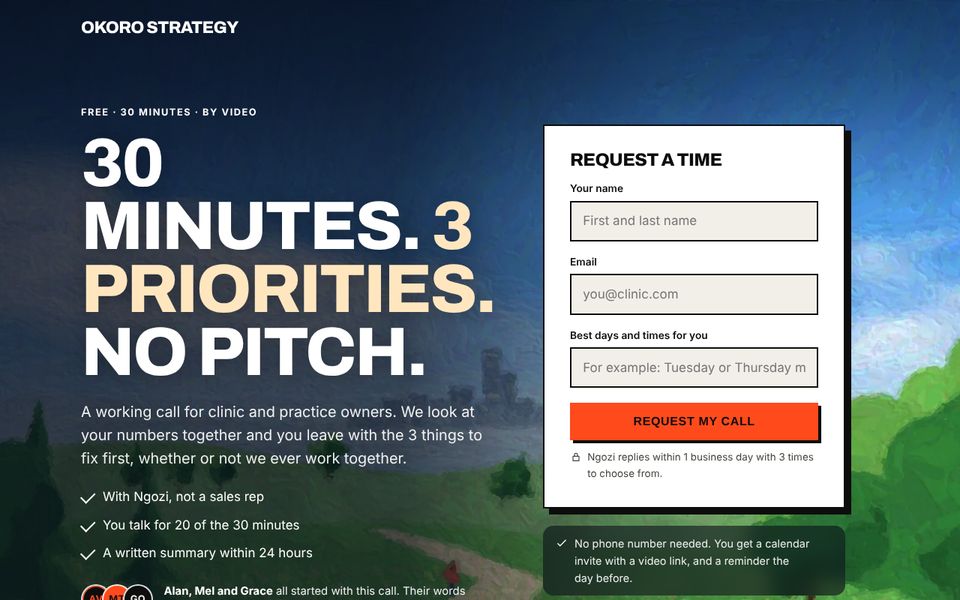 OKORO STRATEGY
FREE · 30 MINUTES · BY VIDEO
30
MINUTES. 3
PRIORITIES.
NO PITCH.
A working call for clinic and practice owners. We look at
your numbers together and you leave with the 3 things to
fix first, whether or not we ever work together.
With Ngozi, not a sales rep
You talk for 20 of the 30 minutes
A written summary within 24 hours
AV MT GO
Alan, Mel and Grace all started with this call. Their words
REQUEST A TIME
Your name
First and last name
Email
you@clinic.com
Best days and times for you
For example: Tuesday or Thursday m
REQUEST MY CALL
Ngozi replies within 1 business day with 3 times
to choose from.
No phone number needed. You get a calendar
invite with a video link, and a reminder the
day before.